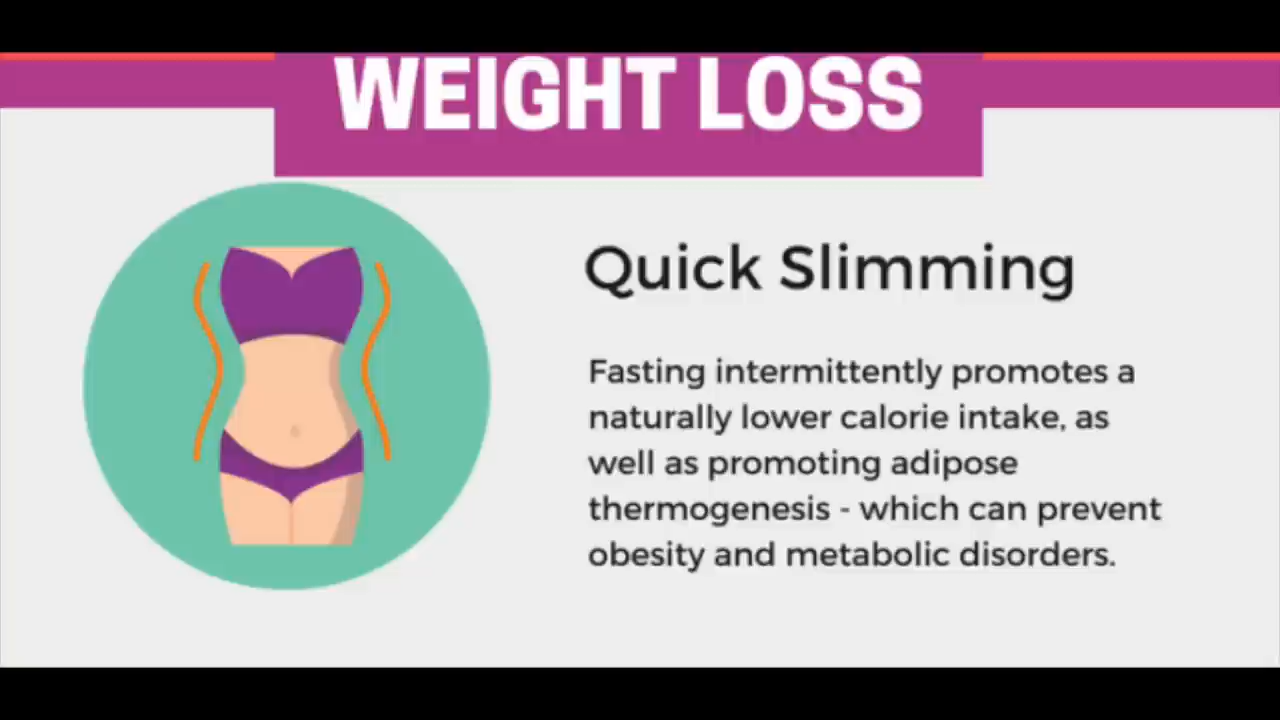 WEIGHT LOSS
Quick Slimming
Fasting intermittently promotes a
naturally lower calorie intake, as
well as promoting adipose
thermogenesis - which can prevent
obesity and metabolic disorders.